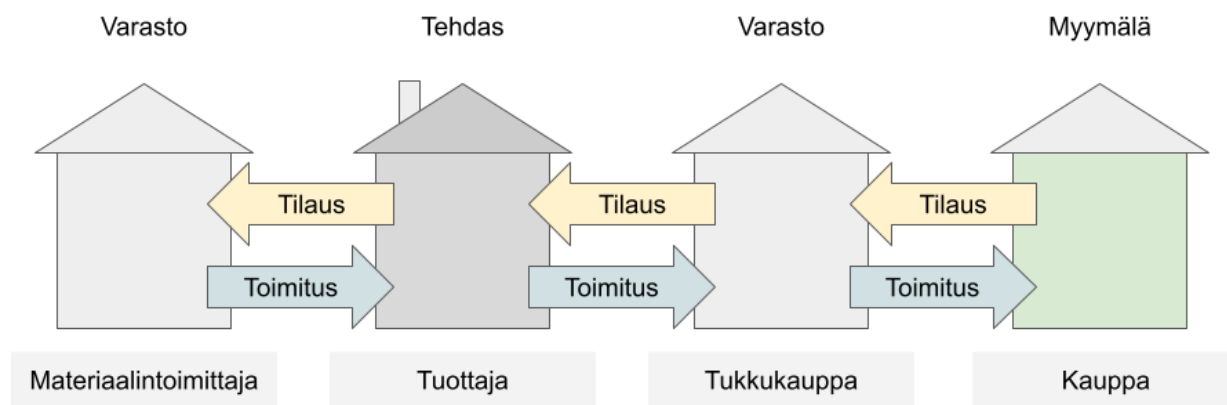 Varasto
Tehdas
Varasto
Myymälä
Tilaus
Tilaus
Tilaus
Toimitus
Toimitus
Toimitus
Materiaalintoimittaja
Tuottaja
Tukkukauppa
Kauppa